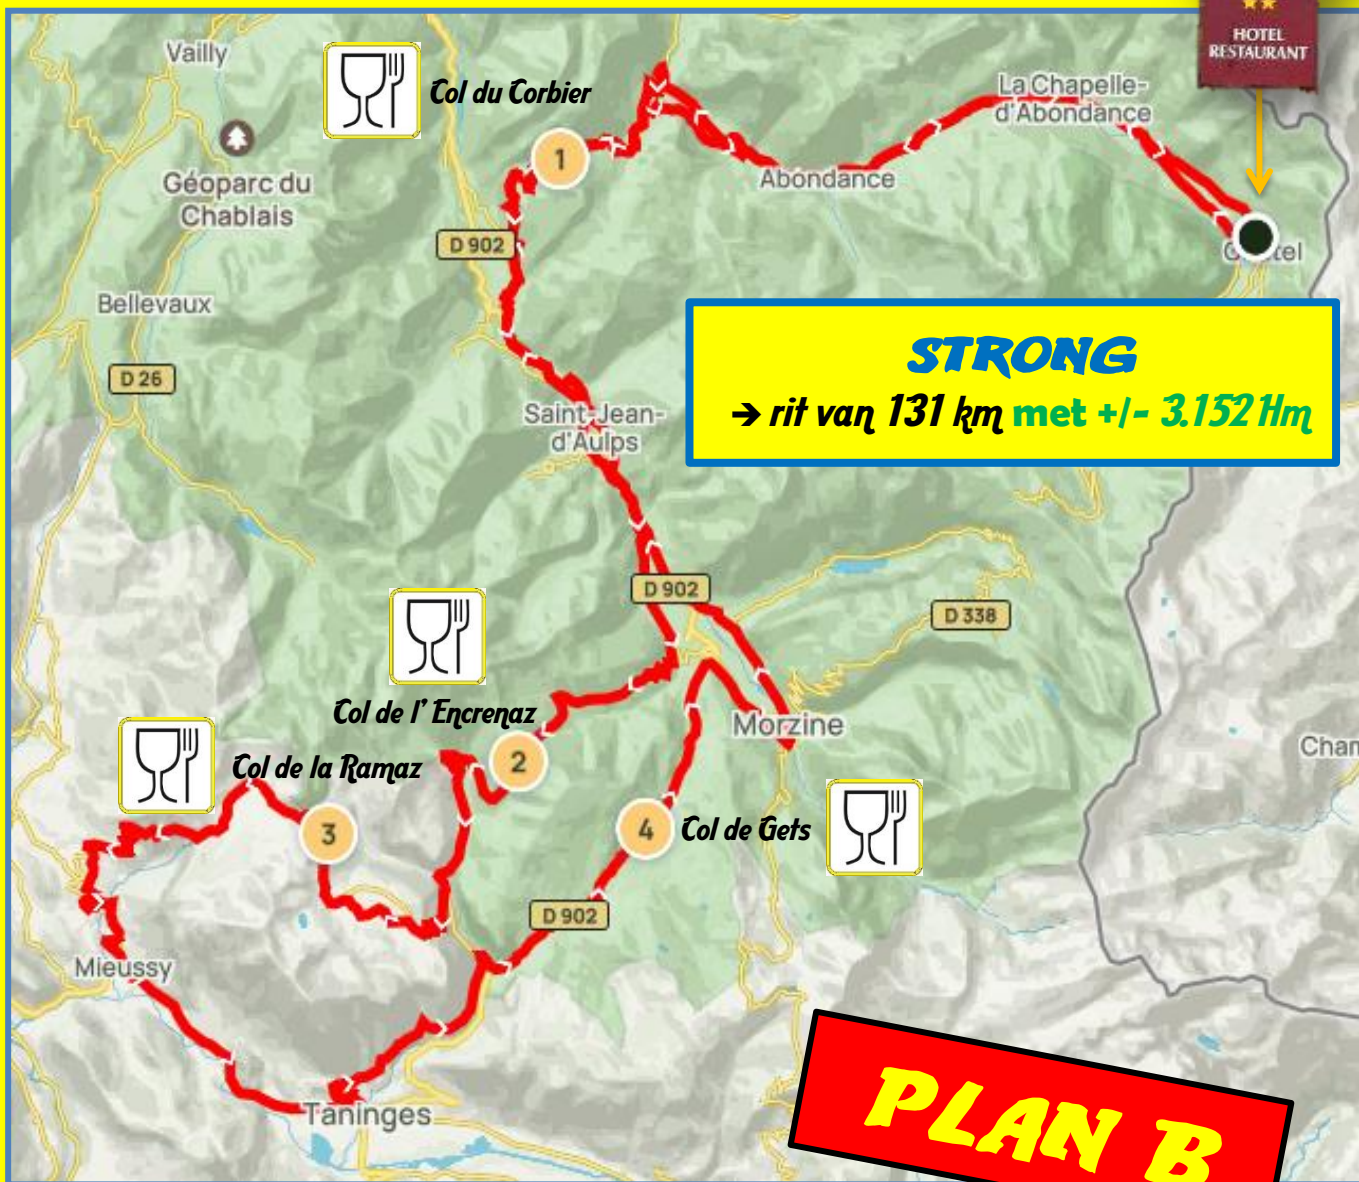 HOTEL
RESTAURANT
Vailly
Col du Corbier
La Chapelle-
d'Abondance
1
Géoparc du
Chablais
Abondance
D 902
Bellevaux
STRONG
→ rit van 131 km met +/- 3.152 Hm
D 26
Saint-Jean-
d'Aulps
D 902
D 338
Col de l' Encrenaz
Morzine
2
Col de la Ramaz
3
4
Col de Gets
D 902
Mieussy
Taninges
PLAN B